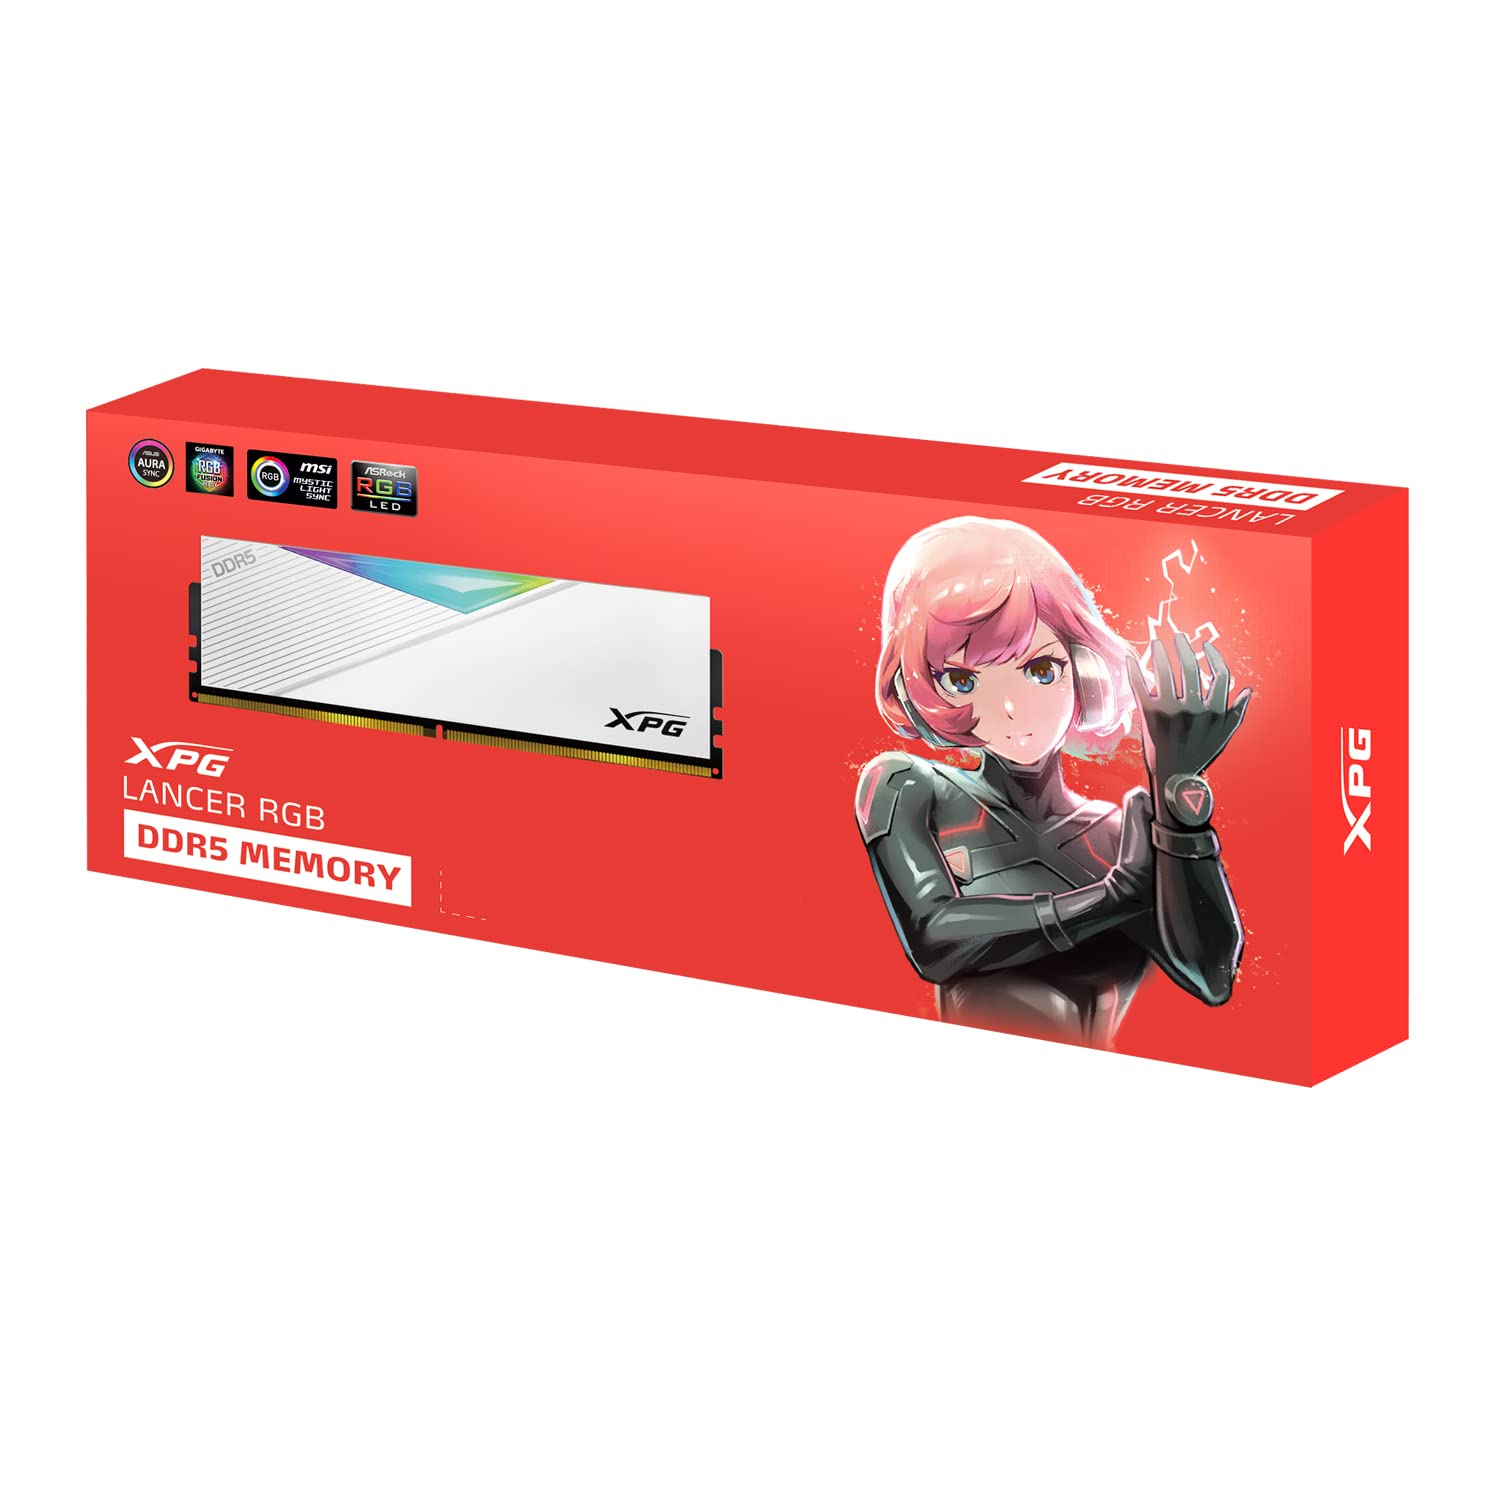 ASUS
AURA
SYNC
GIGABYTE
RGB
FUSION
RGB
msi
MYSTIC
LIGHT
SYNC
ASRock
RGB
LED
DDR5
XPG
XPG
LANCER RGB
DDR5 MEMORY
LANCER RGB
DDR5 MEMORY
XPG